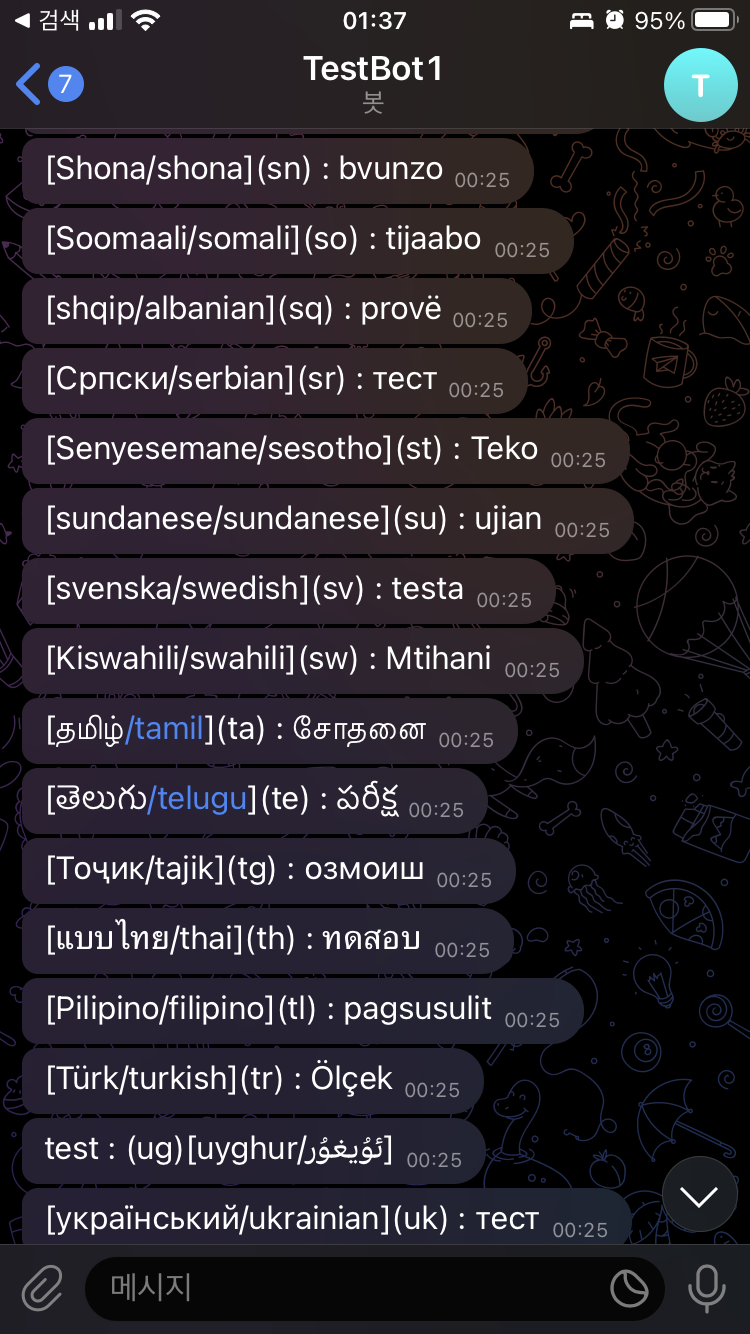 ◀ 검색 01:37 95%
7 TestBot1 T
봇
[Shona/shona](sn) : bvunzo 00:25
[Soomaali/somali](so) : tijaabo 00:25
[shqip/albanian](sq) : provë 00:25
[Српски/serbian](sr) : тест 00:25
[Senyesemane/sesotho](st) : Teko 00:25
[sundanese/sundanese](su) : ujian 00:25
[svenska/swedish](sv) : testa 00:25
[Kiswahili/swahili](sw) : Mtihani 00:25
[தமிழ்/tamil](ta) : சோதனை 00:25
[తెలుగు/telugu](te) : పరీక్ష 00:25
[Тоҷик/tajik](tg) : озмоиш 00:25
[แบบไทย/thai](th) : ทดสอบ 00:25
[Pilipino/filipino](tl) : pagsusulit 00:25
[Türk/turkish](tr) : Ölçek 00:25
test : (ug)[uyghur/ئۇيغۇر] 00:25
[український/ukrainian](uk) : тест 00:25
메시지